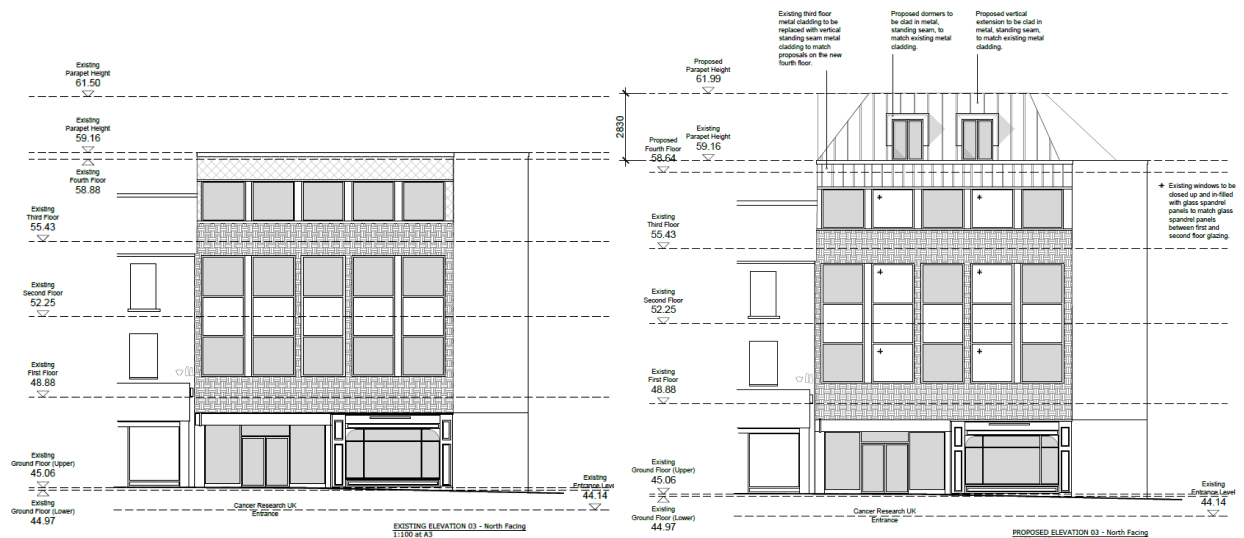 Existing
Parapet Height
61.50
Existing
Parapet Height
59.16
Existing
Fourth Floor
58.88
Existing
Third Floor
55.43
Existing
Second Floor
52.25
Existing
First Floor
48.88
Existing
Ground Floor (Upper)
45.06
Existing
Ground Floor (Lower)
44.97
Existing
Entrance Level
44.14
Cancer Research UK
Entrance
EXISTING ELEVATION 03 - North Facing
1:100 at A3
Existing third floor
metal cladding to be
replaced with vertical
standing seam metal
cladding to match
proposals on the new
fourth floor.
Proposed dormers to
be clad in metal,
standing seam, to
match existing metal
cladding.
Proposed vertical
extension to be clad in
metal, standing seam,
to match existing metal
cladding.
Proposed
Parapet Height
61.99
2830
Proposed
Fourth Floor
58.64
Existing
Parapet Height
59.16
Existing windows to be
closed up and in-filled
with glass spandrel
panels to match glass
spandrel panels
between first and
second floor glazing.
Existing
Third Floor
55.43
Existing
Second Floor
52.25
Existing
First Floor
48.88
Existing
Ground Floor (Upper)
45.06
Existing
Ground Floor (Lower)
44.97
Existing
Entrance Level
44.14
Cancer Research UK
Entrance
PROPOSED ELEVATION 03 - North Facing